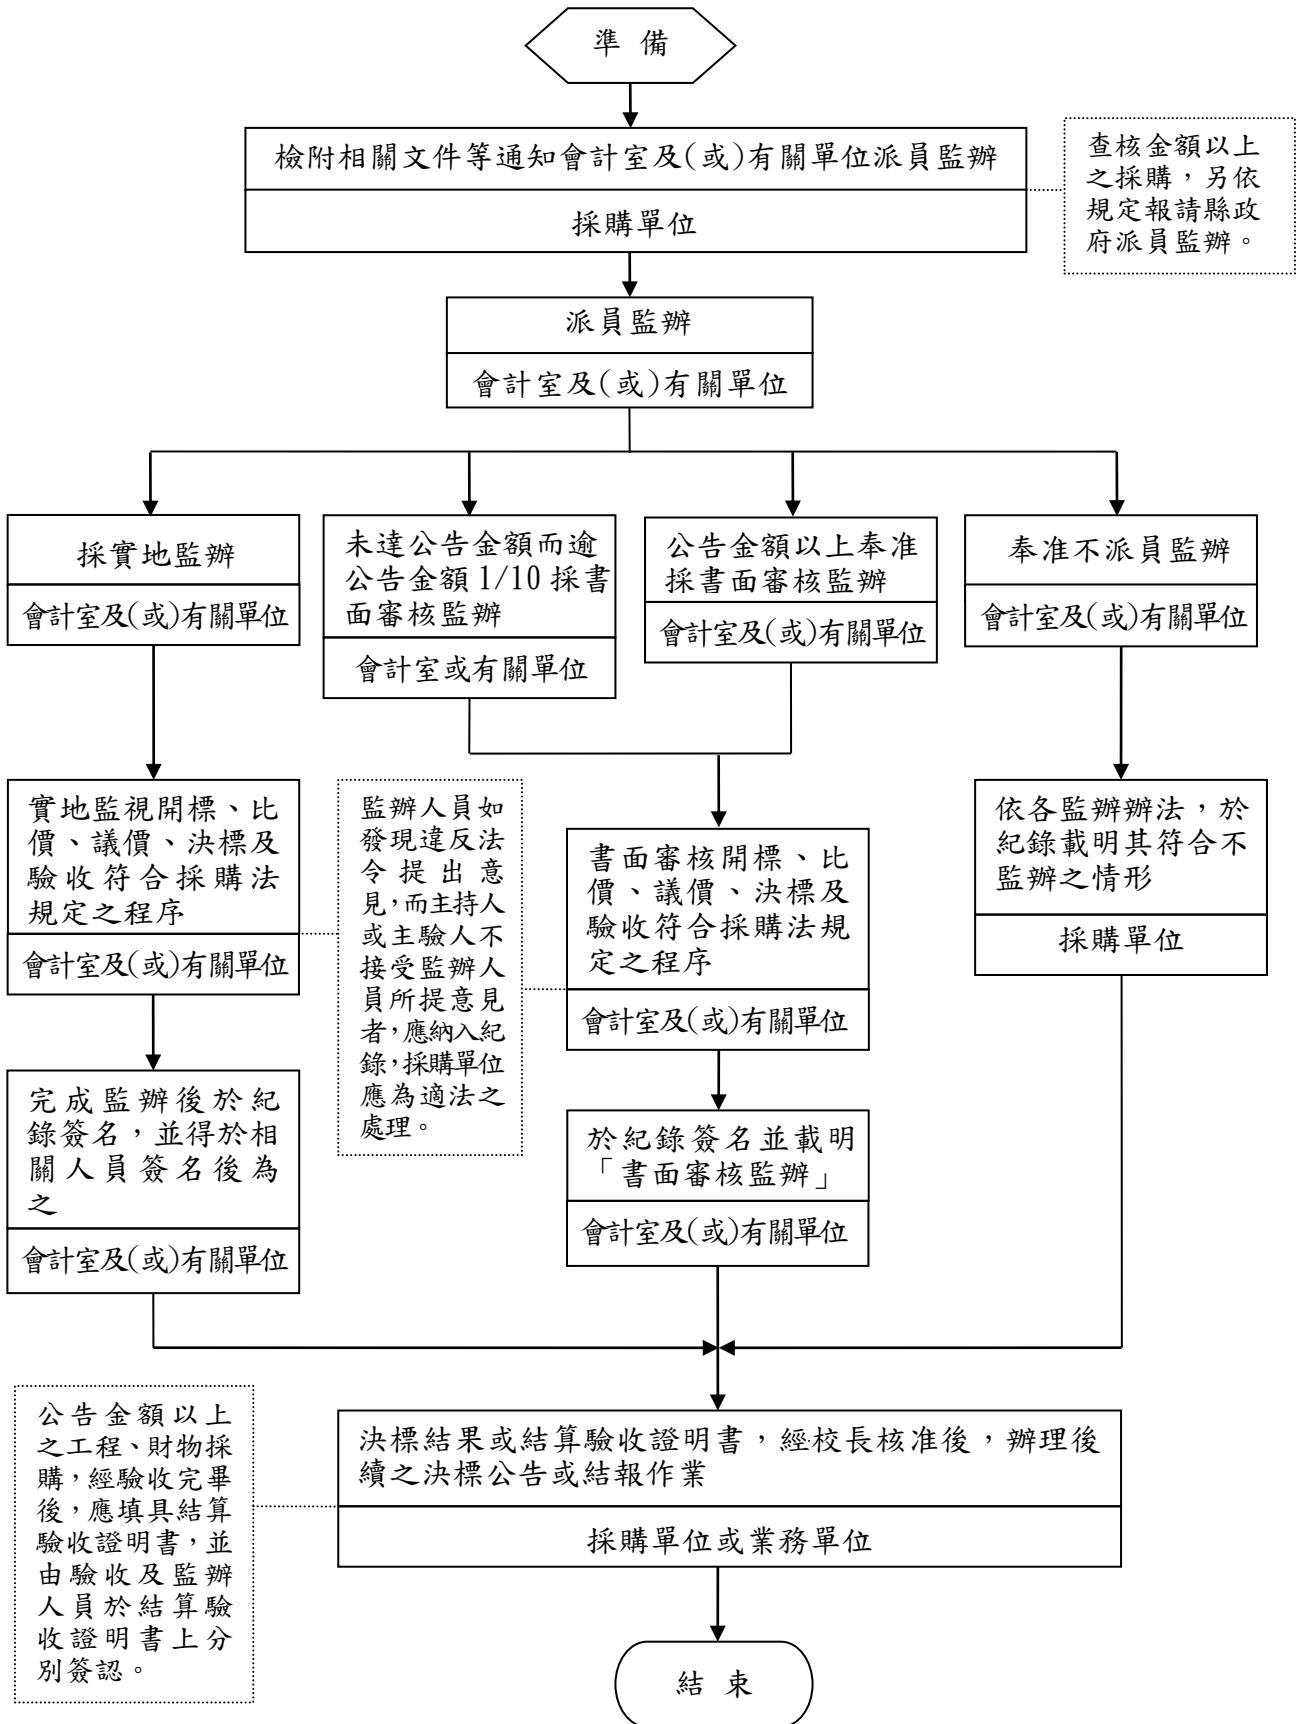 準 備
檢附相關文件等通知會計室及(或)有關單位派員監辦
採購單位
查核金額以上
之採購，另依
規定報請縣政
府派員監辦。
派員監辦
會計室及(或)有關單位
採實地監辦
會計室及(或)有關單位
未達公告金額而逾
公告金額 1/10 採書
面審核監辦
會計室或有關單位
公告金額以上奉准
採書面審核監辦
會計室及(或)有關單位
奉准不派員監辦
會計室及(或)有關單位
實地監視開標、比
價、議價、決標及
驗收符合採購法
規定之程序
會計室及(或)有關單位
監辦人員如
發現違反法
令提出意
見，而主持人
或主驗人不
接受監辦人
員所提意見
者，應納入紀
錄，採購單位
應為適法之
處理。
書面審核開標、比
價、議價、決標及
驗收符合採購法規
定之程序
會計室及(或)有關單位
依各監辦辦法，於
紀錄載明其符合不
監辦之情形
採購單位
完成監辦後於紀
錄簽名，並得於相
關人員簽名後為
之
會計室及(或)有關單位
於紀錄簽名並載明
「書面審核監辦」
會計室及(或)有關單位
公告金額以上
之工程、財物採
購，經驗收完畢
後，應填具結算
驗收證明書，並
由驗收及監辦
人員於結算驗
收證明書上分
別簽認。
決標結果或結算驗收證明書，經校長核准後，辦理後
續之決標公告或結報作業
採購單位或業務單位
結 束